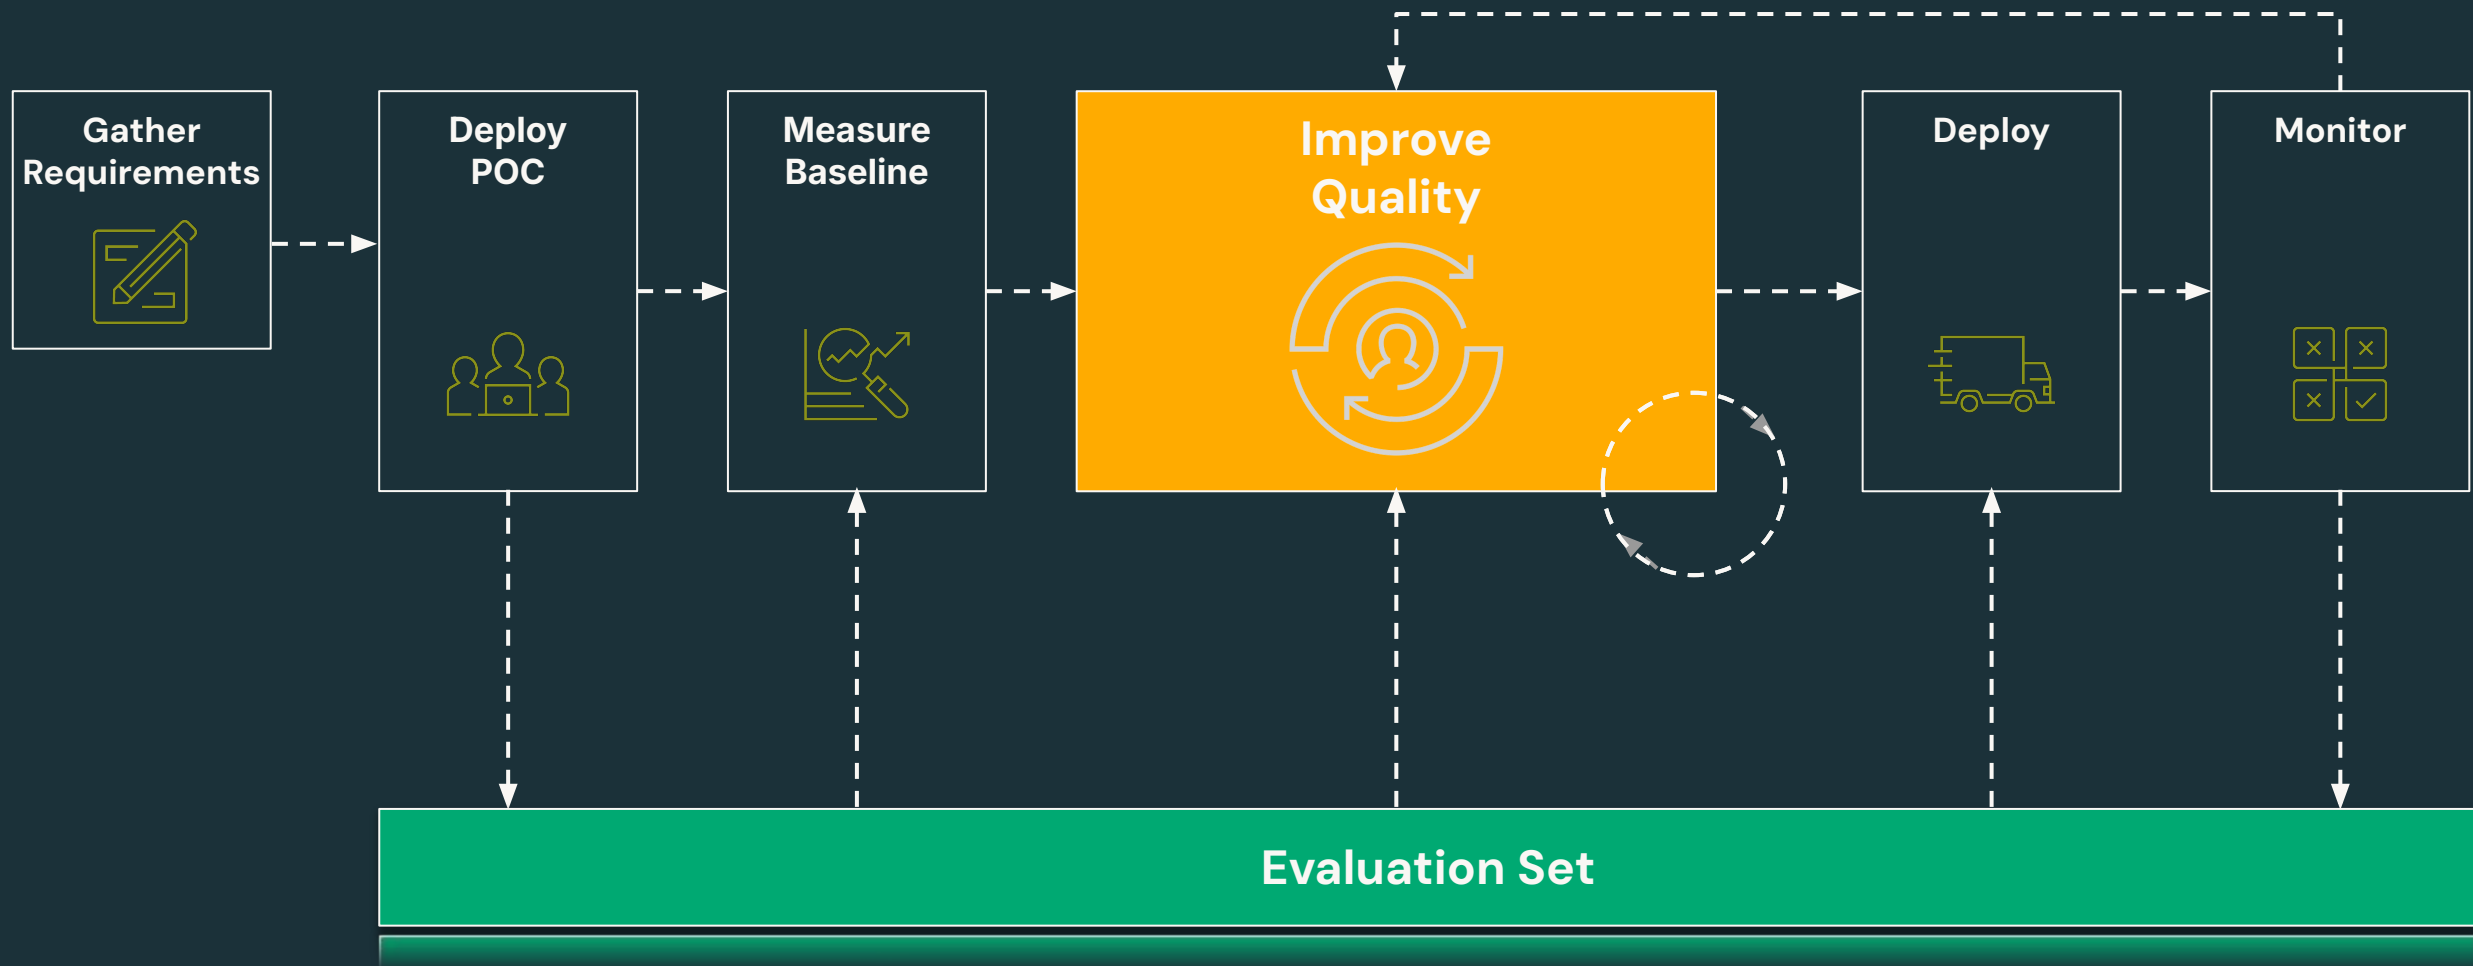 Gather
Requirements
Deploy
POC
Measure
Baseline
Improve
Quality
Deploy
Monitor
Evaluation Set